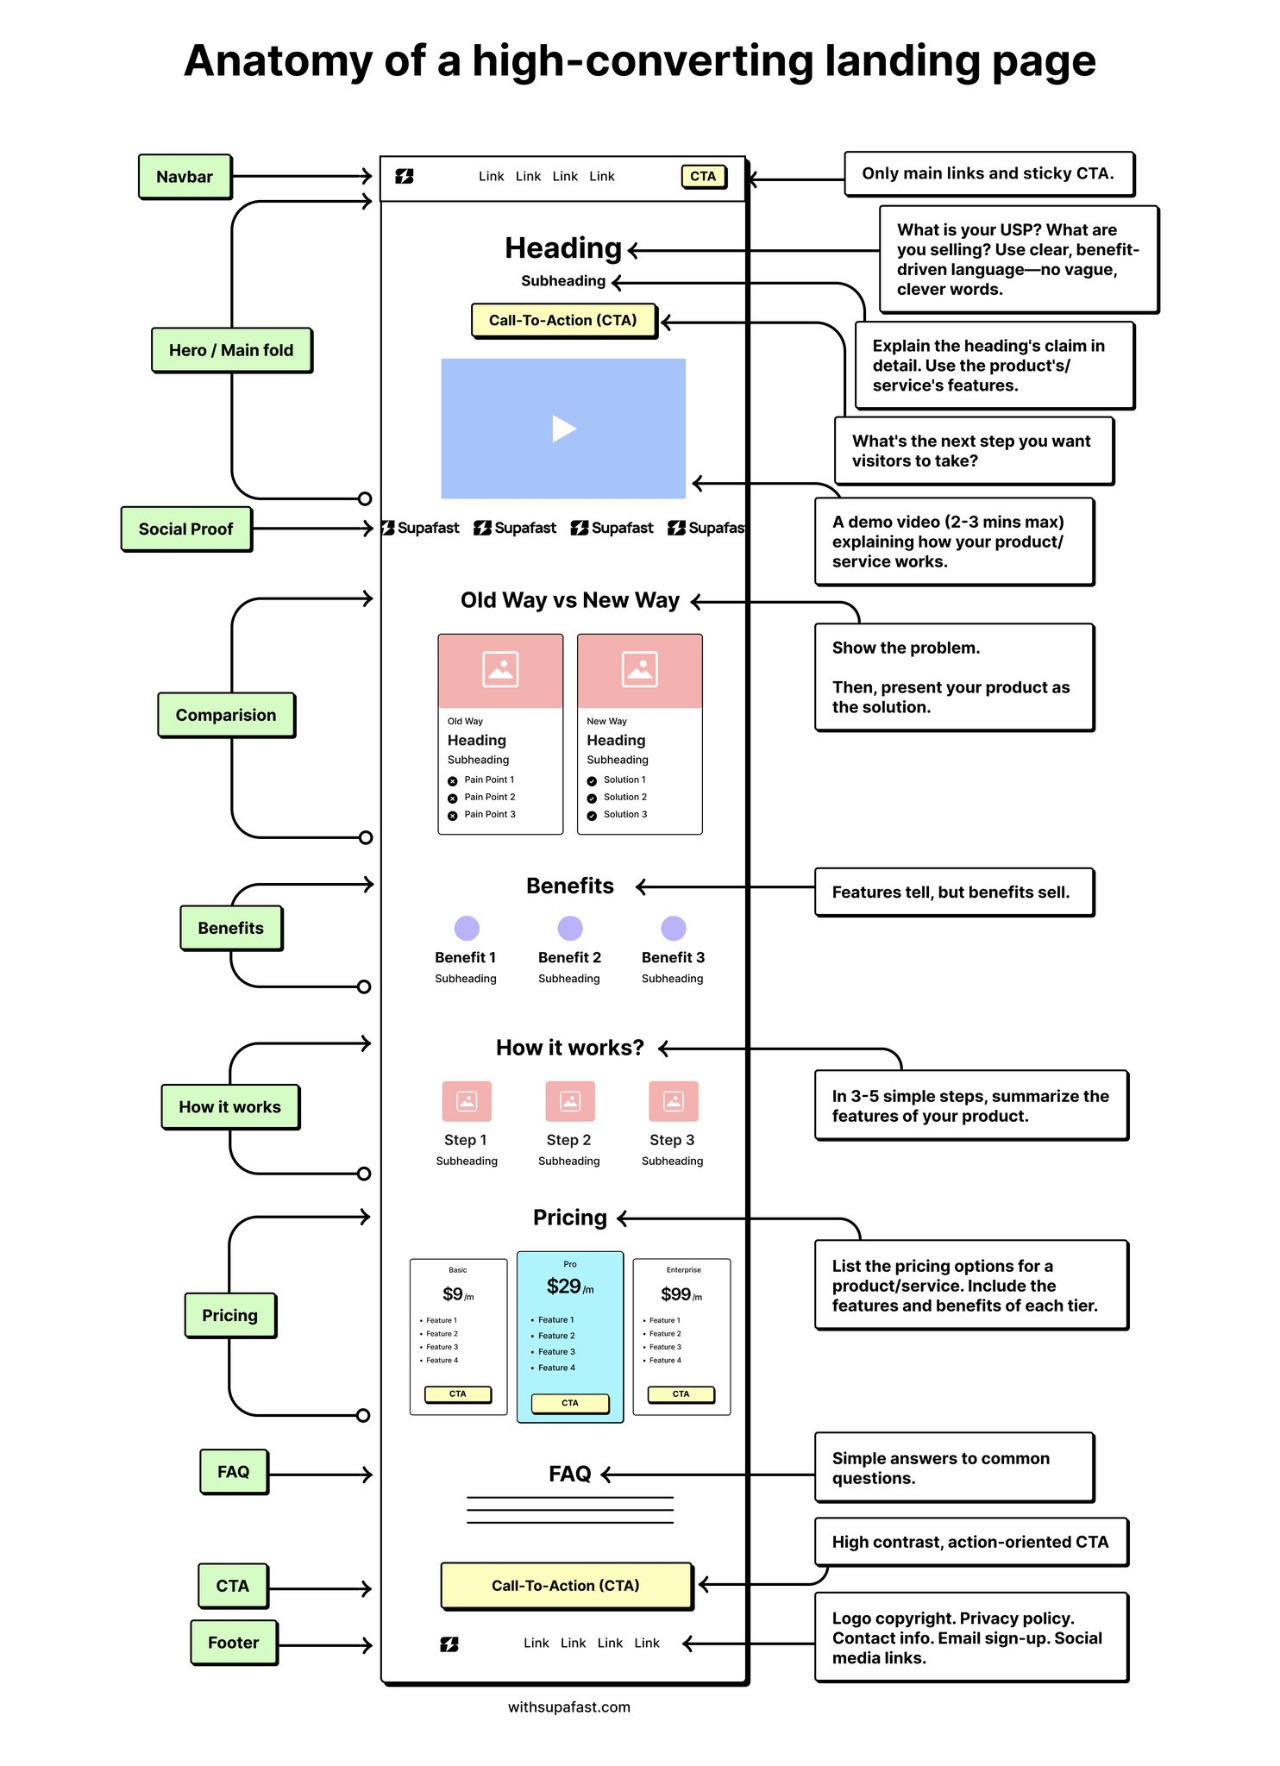 Anatomy of a high-converting landing page
Navbar
Link Link Link Link
CTA
Only main links and sticky CTA.
Hero / Main fold
Heading
What is your USP? What are
you selling? Use clear, benefit-
driven language—no vague,
clever words.
Subheading
Explain the heading's claim in
detail. Use the product's/
service's features.
Call-To-Action (CTA)
What's the next step you want
visitors to take?
A demo video (2-3 mins max)
explaining how your product/
service works.
Social Proof
Supafast Supafast Supafast Supafas
Comparision
Old Way vs New Way
Show the problem.
Then, present your product as
the solution.
Old Way
Heading
Subheading
Pain Point 1
Pain Point 2
Pain Point 3
New Way
Heading
Subheading
Solution 1
Solution 2
Solution 3
Benefits
Benefits
Features tell, but benefits sell.
Benefit 1
Subheading
Benefit 2
Subheading
Benefit 3
Subheading
How it works
How it works?
In 3-5 simple steps, summarize the
features of your product.
Step 1
Subheading
Step 2
Subheading
Step 3
Subheading
Pricing
Pricing
List the pricing options for a
product/service. Include the
features and benefits of each tier.
Basic
$9/m
• Feature 1
• Feature 2
• Feature 3
• Feature 4
CTA
Pro
$29/m
• Feature 1
• Feature 2
• Feature 3
• Feature 4
CTA
Enterprise
$99/m
• Feature 1
• Feature 2
• Feature 3
• Feature 4
CTA
FAQ
FAQ
Simple answers to common
questions.
CTA
Call-To-Action (CTA)
High contrast, action-oriented CTA
Footer
Link Link Link Link
Logo copyright. Privacy policy.
Contact info. Email sign-up. Social
media links.
withsupafast.com